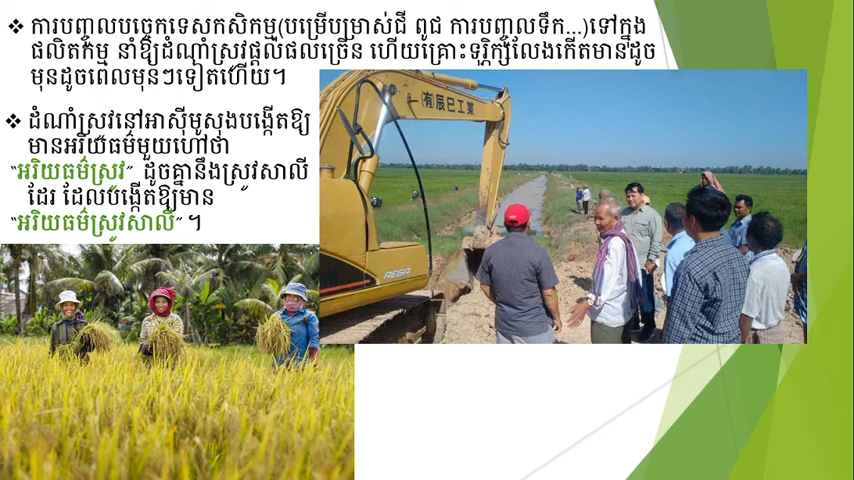 ❖ ការបញ្ចូលបច្ចេកទេសកសិកម្ម(បម្រើបម្រាស់ជី ពូជ ការបញ្ចូលទឹក...)ទៅក្នុង
ផលិតកម្ម នាំឱ្យដំណាំស្រូវផ្តល់ផលច្រើន ហើយគ្រោះទុរ្ភិក្សលែងកើតមានដូច
មុនដូចពេលមុនៗទៀតហើយ។
❖ ដំណាំស្រូវនៅអាស៊ីមូសុងបង្កើតឱ្យ
មានអរិយធម៌មួយហៅថា
“អរិយធម៌ស្រូវ” ដូចគ្នានឹងស្រូវសាលី
ដែរ ដែលបង្កើតឱ្យមាន
“អរិយធម៌ស្រូវសាលី” ។
(有)辰巳工業
REGIA